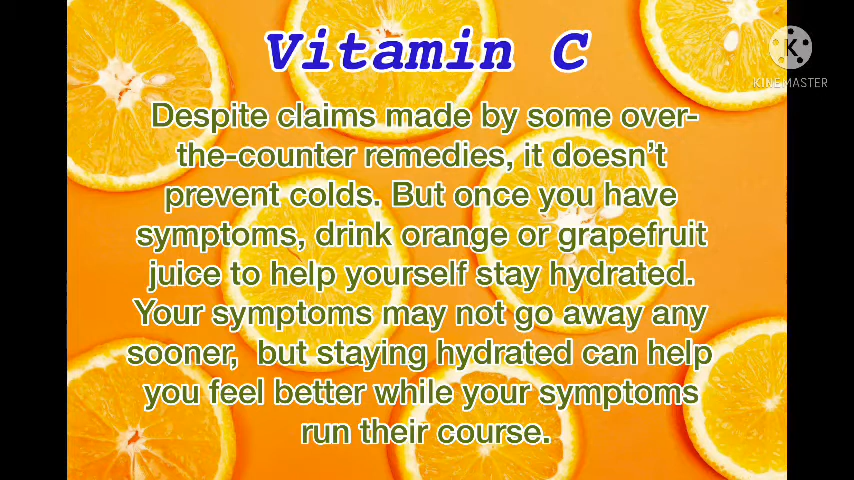 Vitamin C
K
KINEMASTER
Despite claims made by some over-
the-counter remedies, it doesn't
prevent colds. But once you have
symptoms, drink orange or grapefruit
juice to help yourself stay hydrated.
Your symptoms may not go away any
sooner,  but staying hydrated can help
you feel better while your symptoms
run their course.